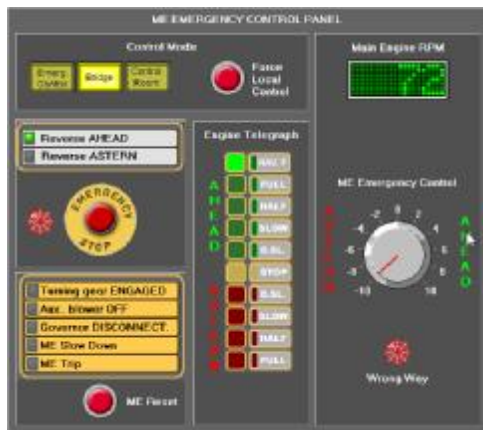 ME EMERGENCY CONTROL PANEL
Control Mode
Emerg. Control
Bridge
Control Room
Force Local Control
Main Engine RPM
72
Reverse AHEAD
Reverse ASTERN
EMERGENCY STOP
Engine Telegraph
AHEAD
FULL
HALF
SLOW
D.SL.
STOP
D.SL.
SLOW
HALF
FULL
ME Emergency Control
-10
-8
-6
-4
-2
0
2
4
6
8
10
AHEAD
Wrong Way
Turning gear ENGAGED
Aux. blower OFF
Governor DISCONNECT.
ME Slow Down
ME Trip
ME Reset